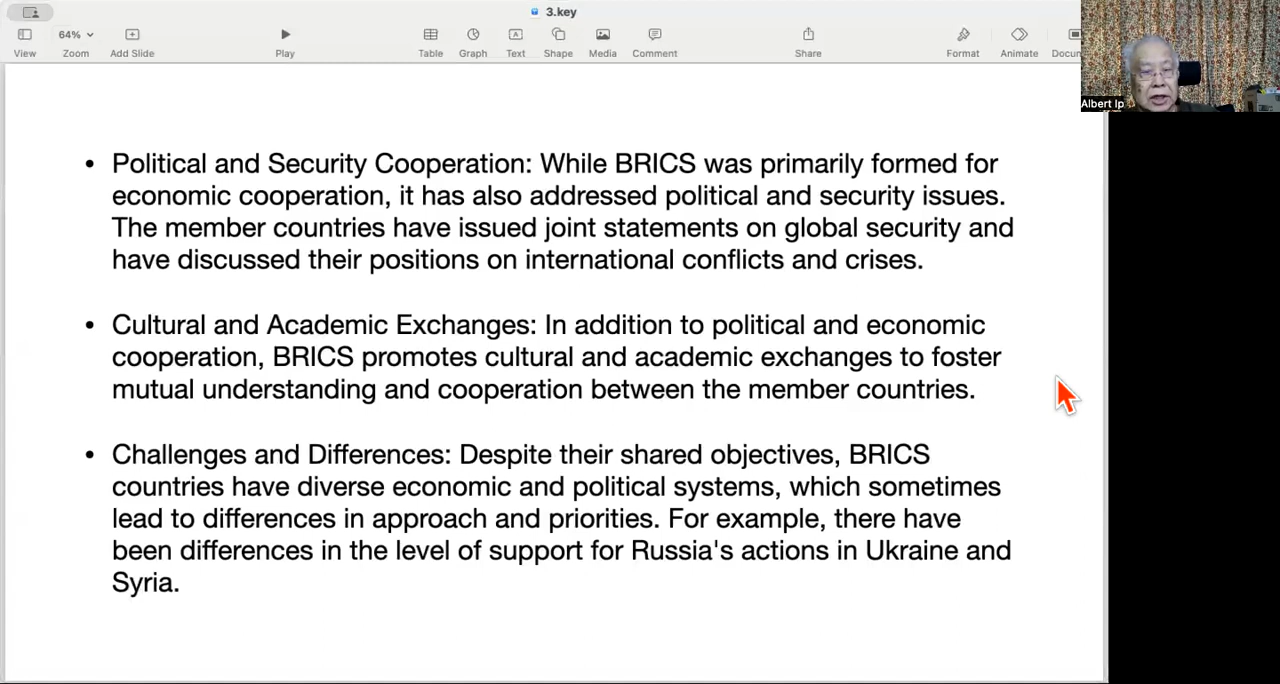 3.key
64%
View
Zoom
Add Slide
Play
Table
Graph
Text
Shape
Media
Comment
Share
Format
Animate
Docum
Albert Ip
• Political and Security Cooperation: While BRICS was primarily formed for
economic cooperation, it has also addressed political and security issues.
The member countries have issued joint statements on global security and
have discussed their positions on international conflicts and crises.
• Cultural and Academic Exchanges: In addition to political and economic
cooperation, BRICS promotes cultural and academic exchanges to foster
mutual understanding and cooperation between the member countries.
• Challenges and Differences: Despite their shared objectives, BRICS
countries have diverse economic and political systems, which sometimes
lead to differences in approach and priorities. For example, there have
been differences in the level of support for Russia's actions in Ukraine and
Syria.